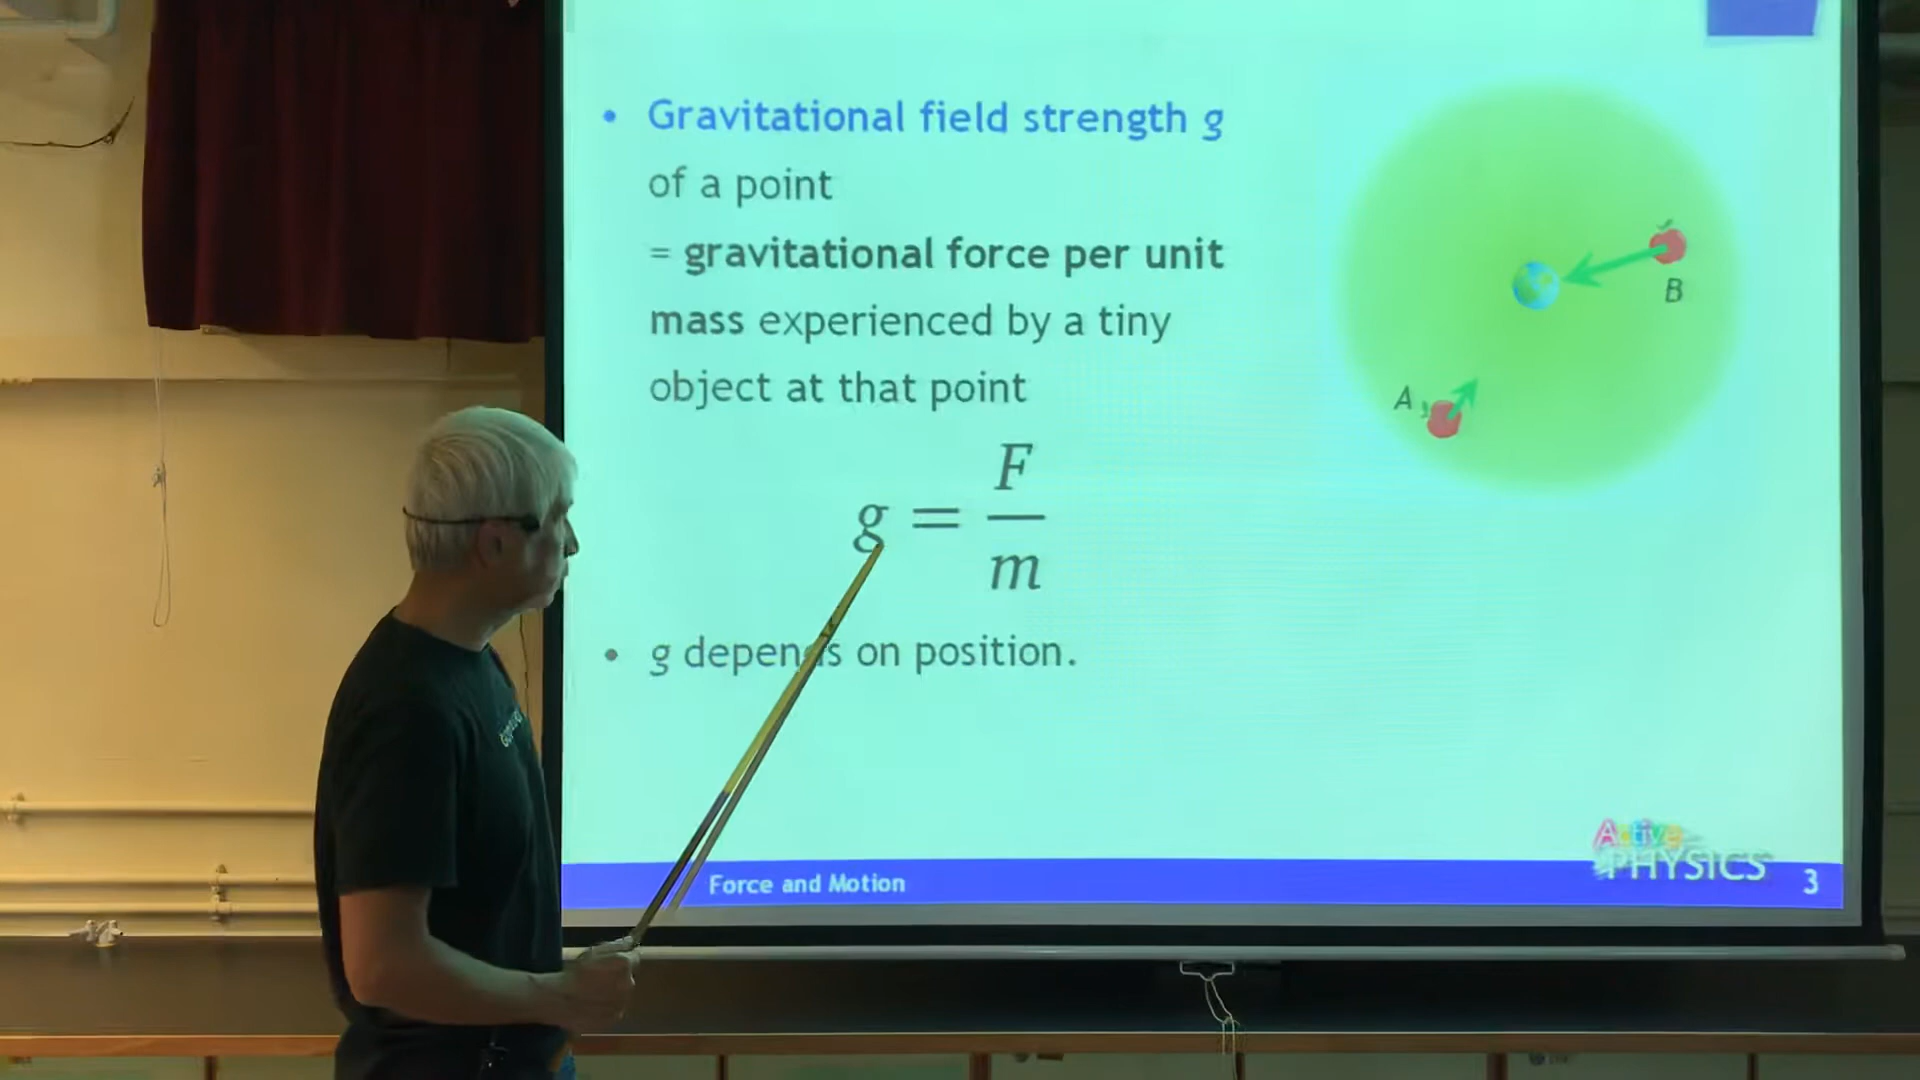 • Gravitational field strength g
of a point
= gravitational force per unit
mass experienced by a tiny
object at that point
g = F/m
• g depends on position.
B
A
Active
PHYSICS
Force and Motion
3